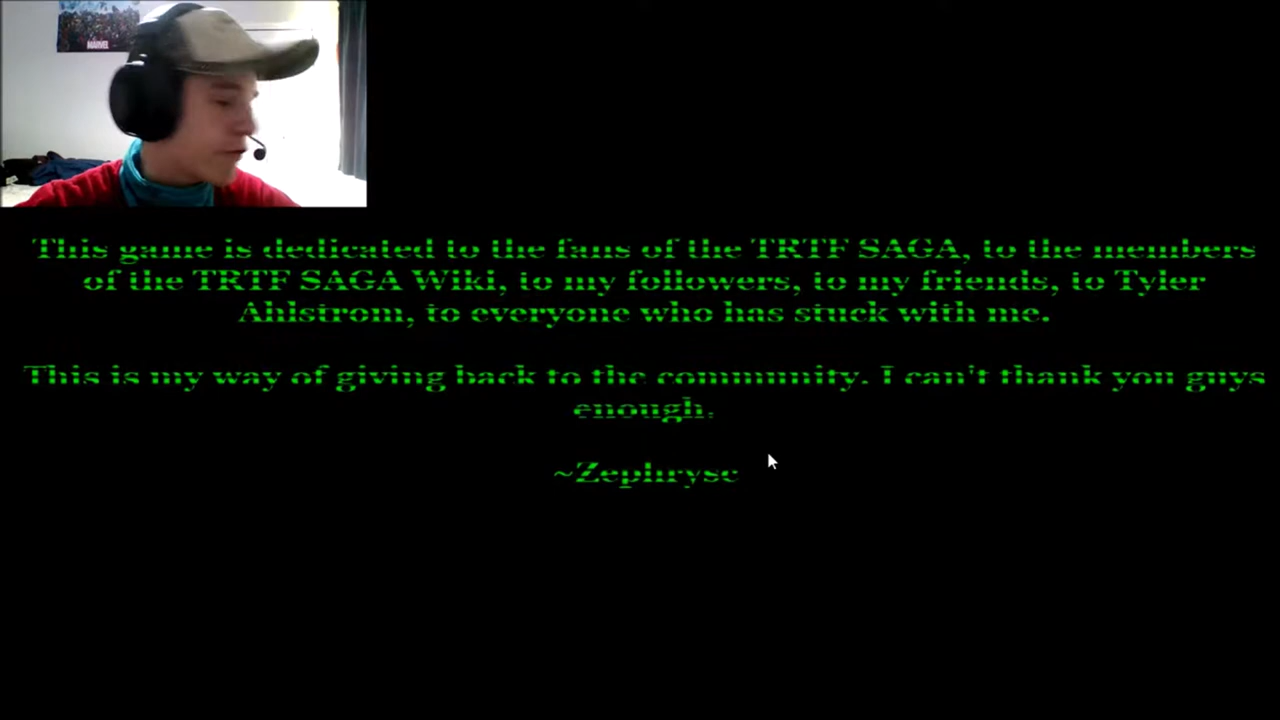 MARVEL
This game is dedicated to the fans of the TRTF SAGA, to the members
of the TRTF SAGA Wiki, to my followers, to my friends, to Tyler
Ahlstrom, to everyone who has stuck with me.
This is my way of giving back to the community. I can't thank you guys
enough.
~Zephrysc